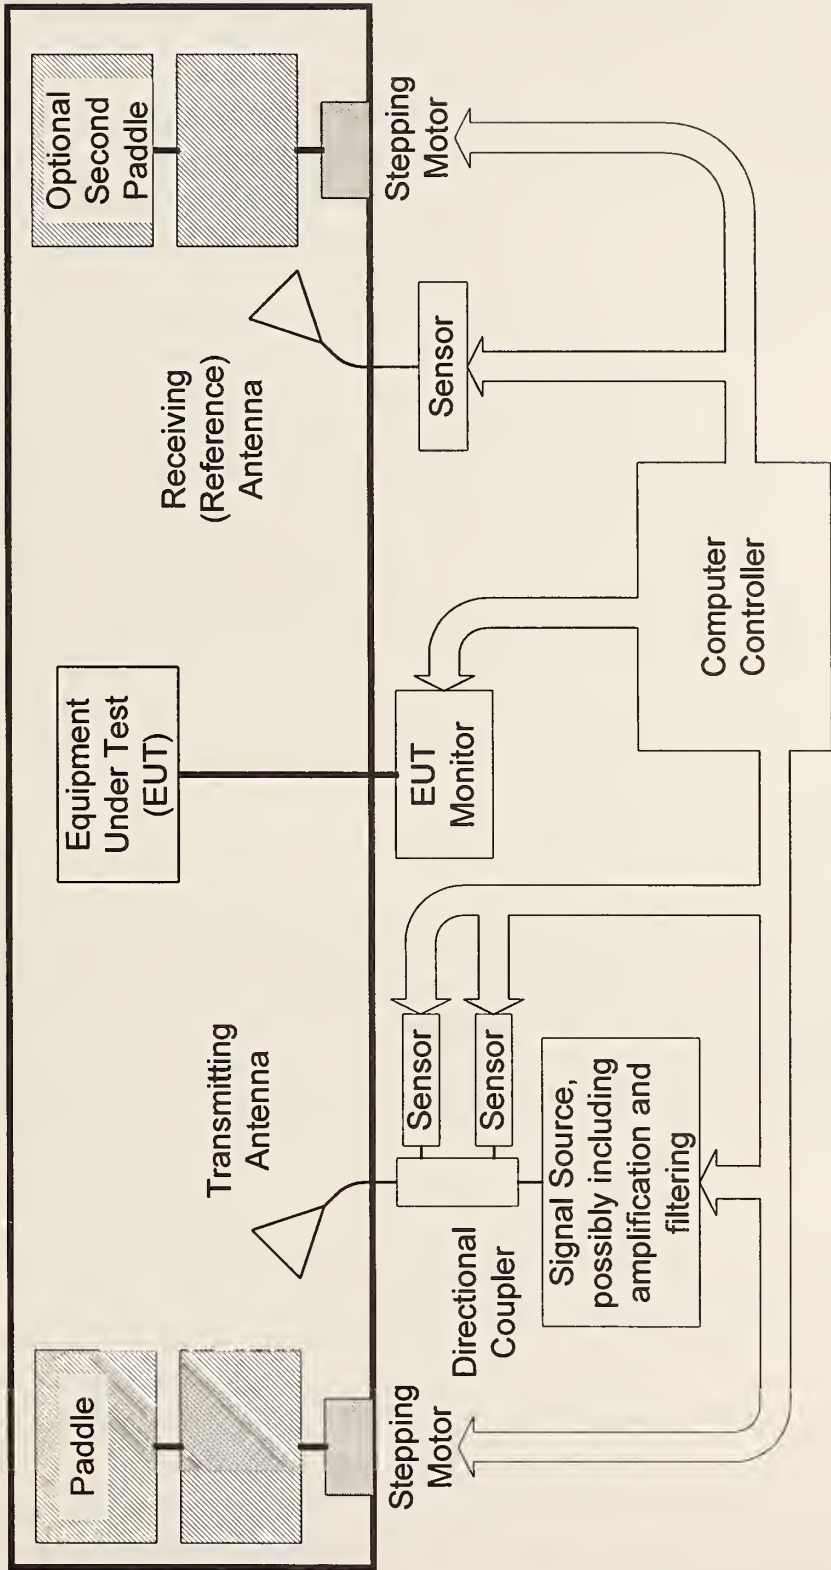 Paddle
Optional
Second
Paddle
Equipment
Under Test
(EUT)
Transmitting
Antenna
Receiving
(Reference)
Antenna
Stepping
Motor
Stepping
Motor
Sensor
Sensor
Directional
Coupler
EUT
Monitor
Sensor
Signal Source,
possibly including
amplification and
filtering
Computer
Controller